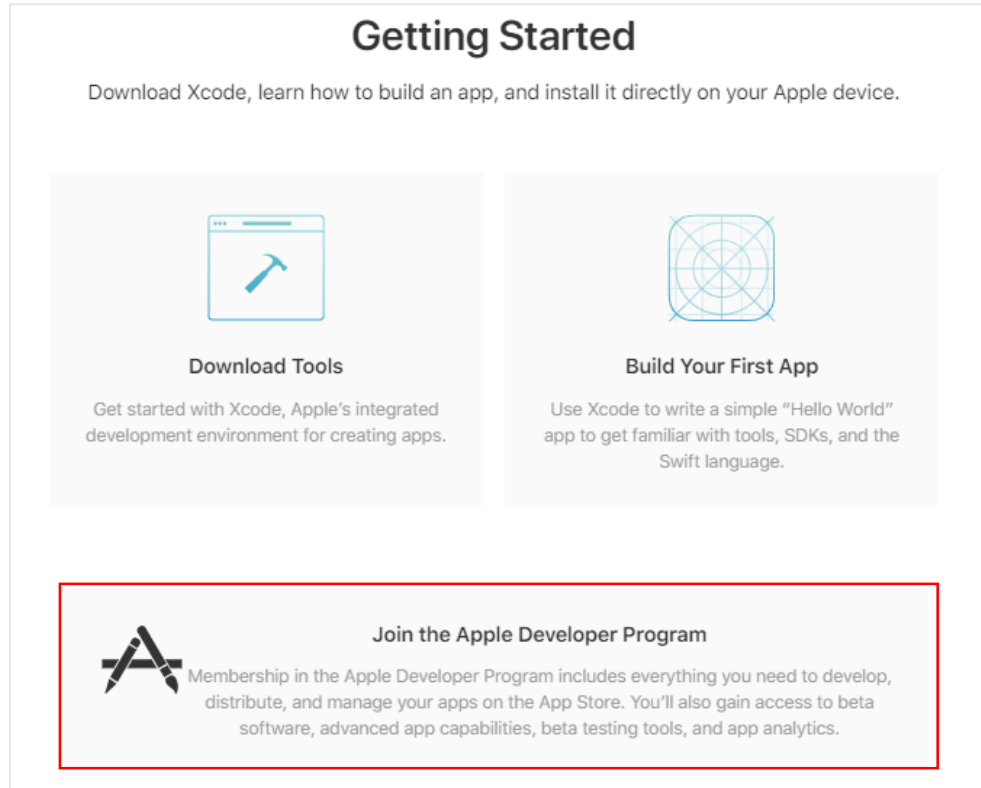 Getting Started
Download Xcode, learn how to build an app, and install it directly on your Apple device.
Download Tools
Get started with Xcode, Apple’s integrated
development environment for creating apps.
Build Your First App
Use Xcode to write a simple “Hello World”
app to get familiar with tools, SDKs, and the
Swift language.
Join the Apple Developer Program
Membership in the Apple Developer Program includes everything you need to develop,
distribute, and manage your apps on the App Store. You’ll also gain access to beta
software, advanced app capabilities, beta testing tools, and app analytics.